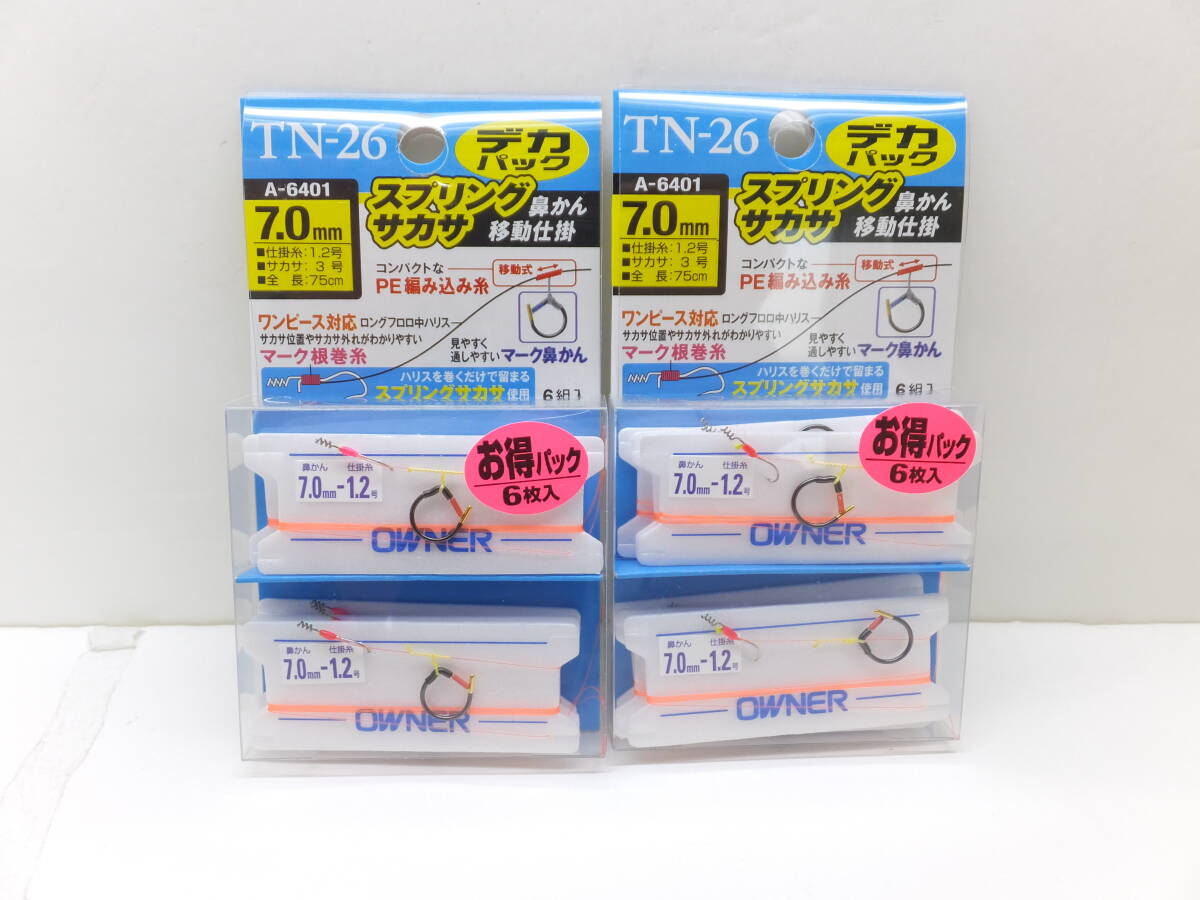 TN-26
デカ
パック
A-6401
7.0mm
スプリング
サカサ
鼻かん
移動仕掛
■仕掛糸:1.2号
■サカサ:3号
■全長:75cm
コンパクトな
PE編み込み糸
移動式
ワンピース対応 ロングフロロ中ハリス
サカサ位置やサカサ外れがわかりやすい
マーク根巻糸
見やすく
通しやすい マーク鼻かん
ハリスを巻くだけで留まる
スプリングサカサ使用
6組入
お得パック
6枚入
鼻かん 仕掛糸
7.0mm-1.2号
OWNER
鼻かん 仕掛糸
7.0mm-1.2号
OWNER
TN-26
デカ
パック
A-6401
7.0mm
スプリング
サカサ
鼻かん
移動仕掛
■仕掛糸:1.2号
■サカサ:3号
■全長:75cm
コンパクトな
PE編み込み糸
移動式
ワンピース対応 ロングフロロ中ハリス
サカサ位置やサカサ外れがわかりやすい
マーク根巻糸
見やすく
通しやすい マーク鼻かん
ハリスを巻くだけで留まる
スプリングサカサ使用
6組入
お得パック
6枚入
鼻かん 仕掛糸
7.0mm-1.2号
OWNER
鼻かん 仕掛糸
7.0mm-1.2号
OWNER